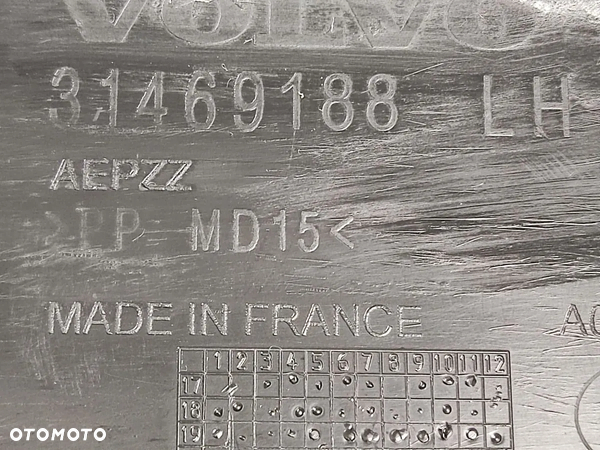 VOLVO
31469188 LH
AEPZZ
>PP MD15<
MADE IN FRANCE
1 2 3 4 5 6 7 8 9 10 11 12
17
18
19
OTOMOTO